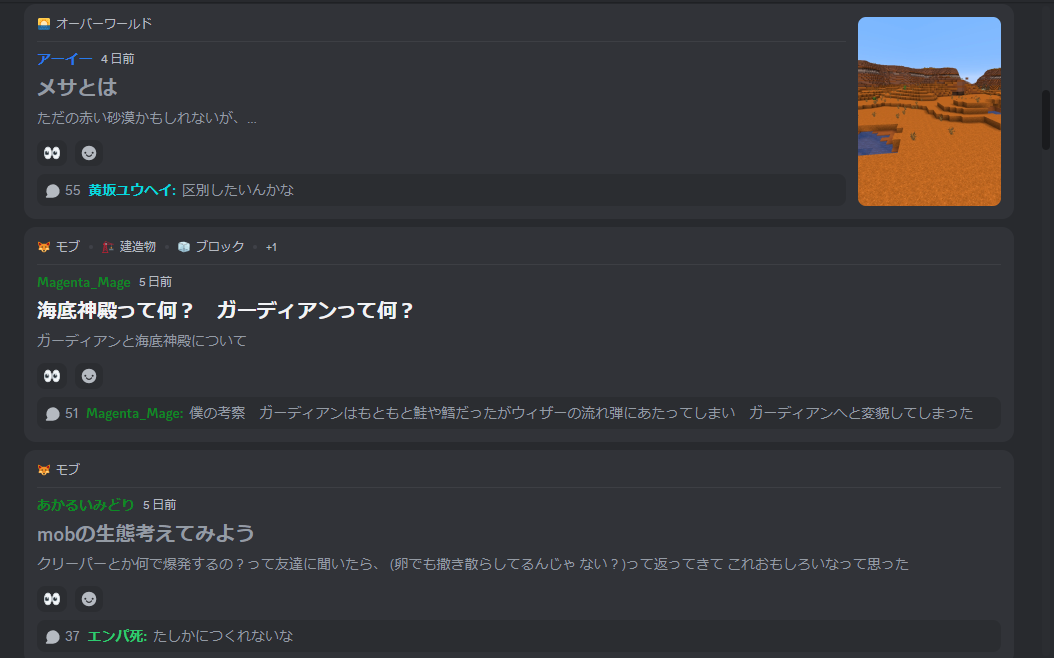 オーバーワールド
アーイー 4日前
メサとは
ただの赤い砂漠かもしれないが、...
55 黄坂ユウヘイ: 区別したいんかな
モブ • 建造物 • ブロック • +1
Magenta_Mage 5日前
海底神殿って何？　ガーディアンって何？
ガーディアンと海底神殿について
51 Magenta_Mage: 僕の考察　ガーディアンはもともと鮭や鱈だったがウィザーの流れ弾にあたってしまい　ガーディアンへと変貌してしまった
モブ
あかるいみどり 5日前
mobの生態考えてみよう
クリーパーとか何で爆発するの？って友達に聞いたら、 (卵でも撒き散らしてるんじゃ ない？)って返ってきて これおもしろいなって思った
37 エンパ死: たしかにつくれないな